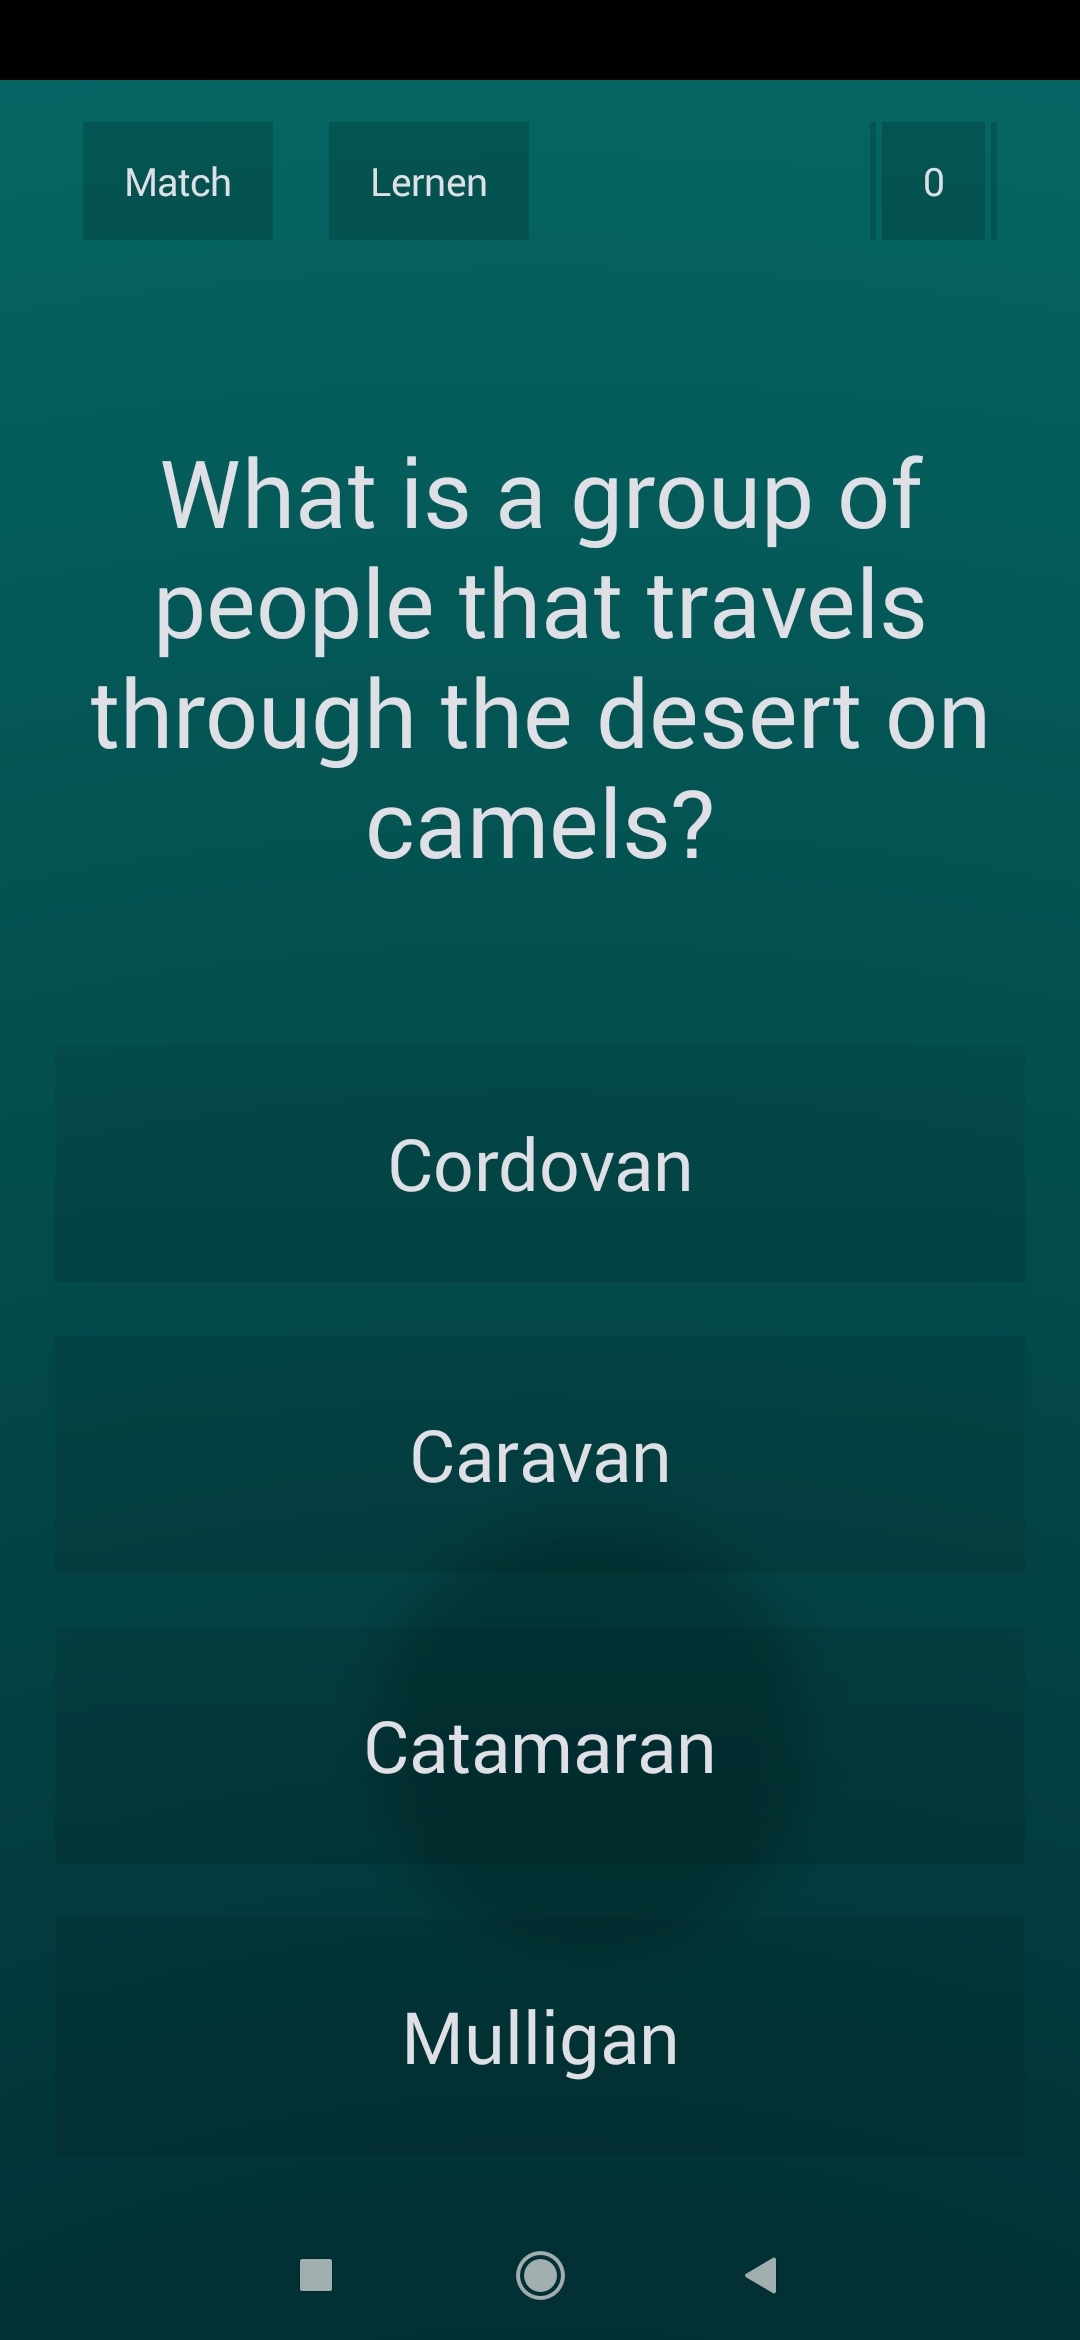 Match
Lernen
0
What is a group of
people that travels
through the desert on
camels?
Cordovan
Caravan
Catamaran
Mulligan